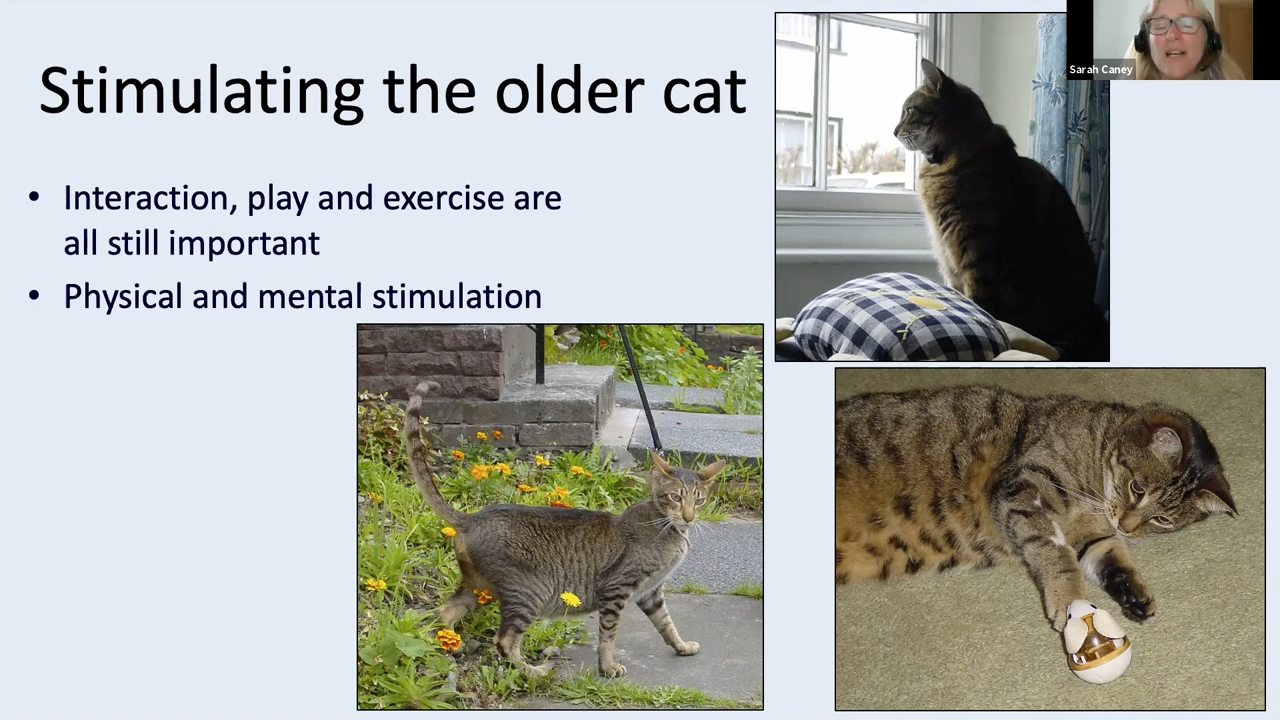 Stimulating the older cat
• Interaction, play and exercise are
all still important
• Physical and mental stimulation
Sarah Caney